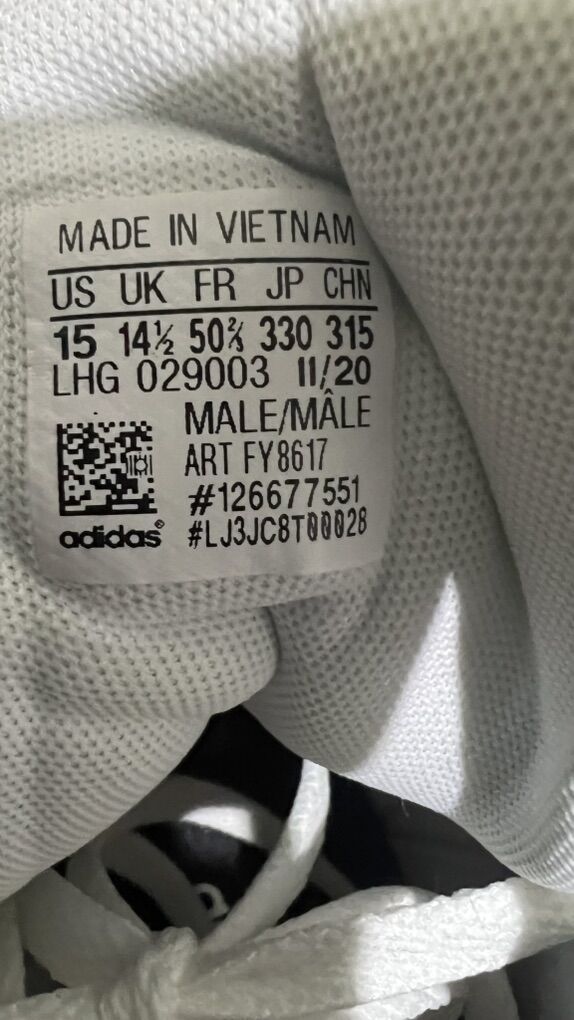 MADE IN VIETNAM
US UK FR JP CHN
15 14½ 50⅔ 330 315
LHG 029003 11/20
MALE/MÂLE
ART FY8617
#126677551
adidas® #LJ3JC8T00028